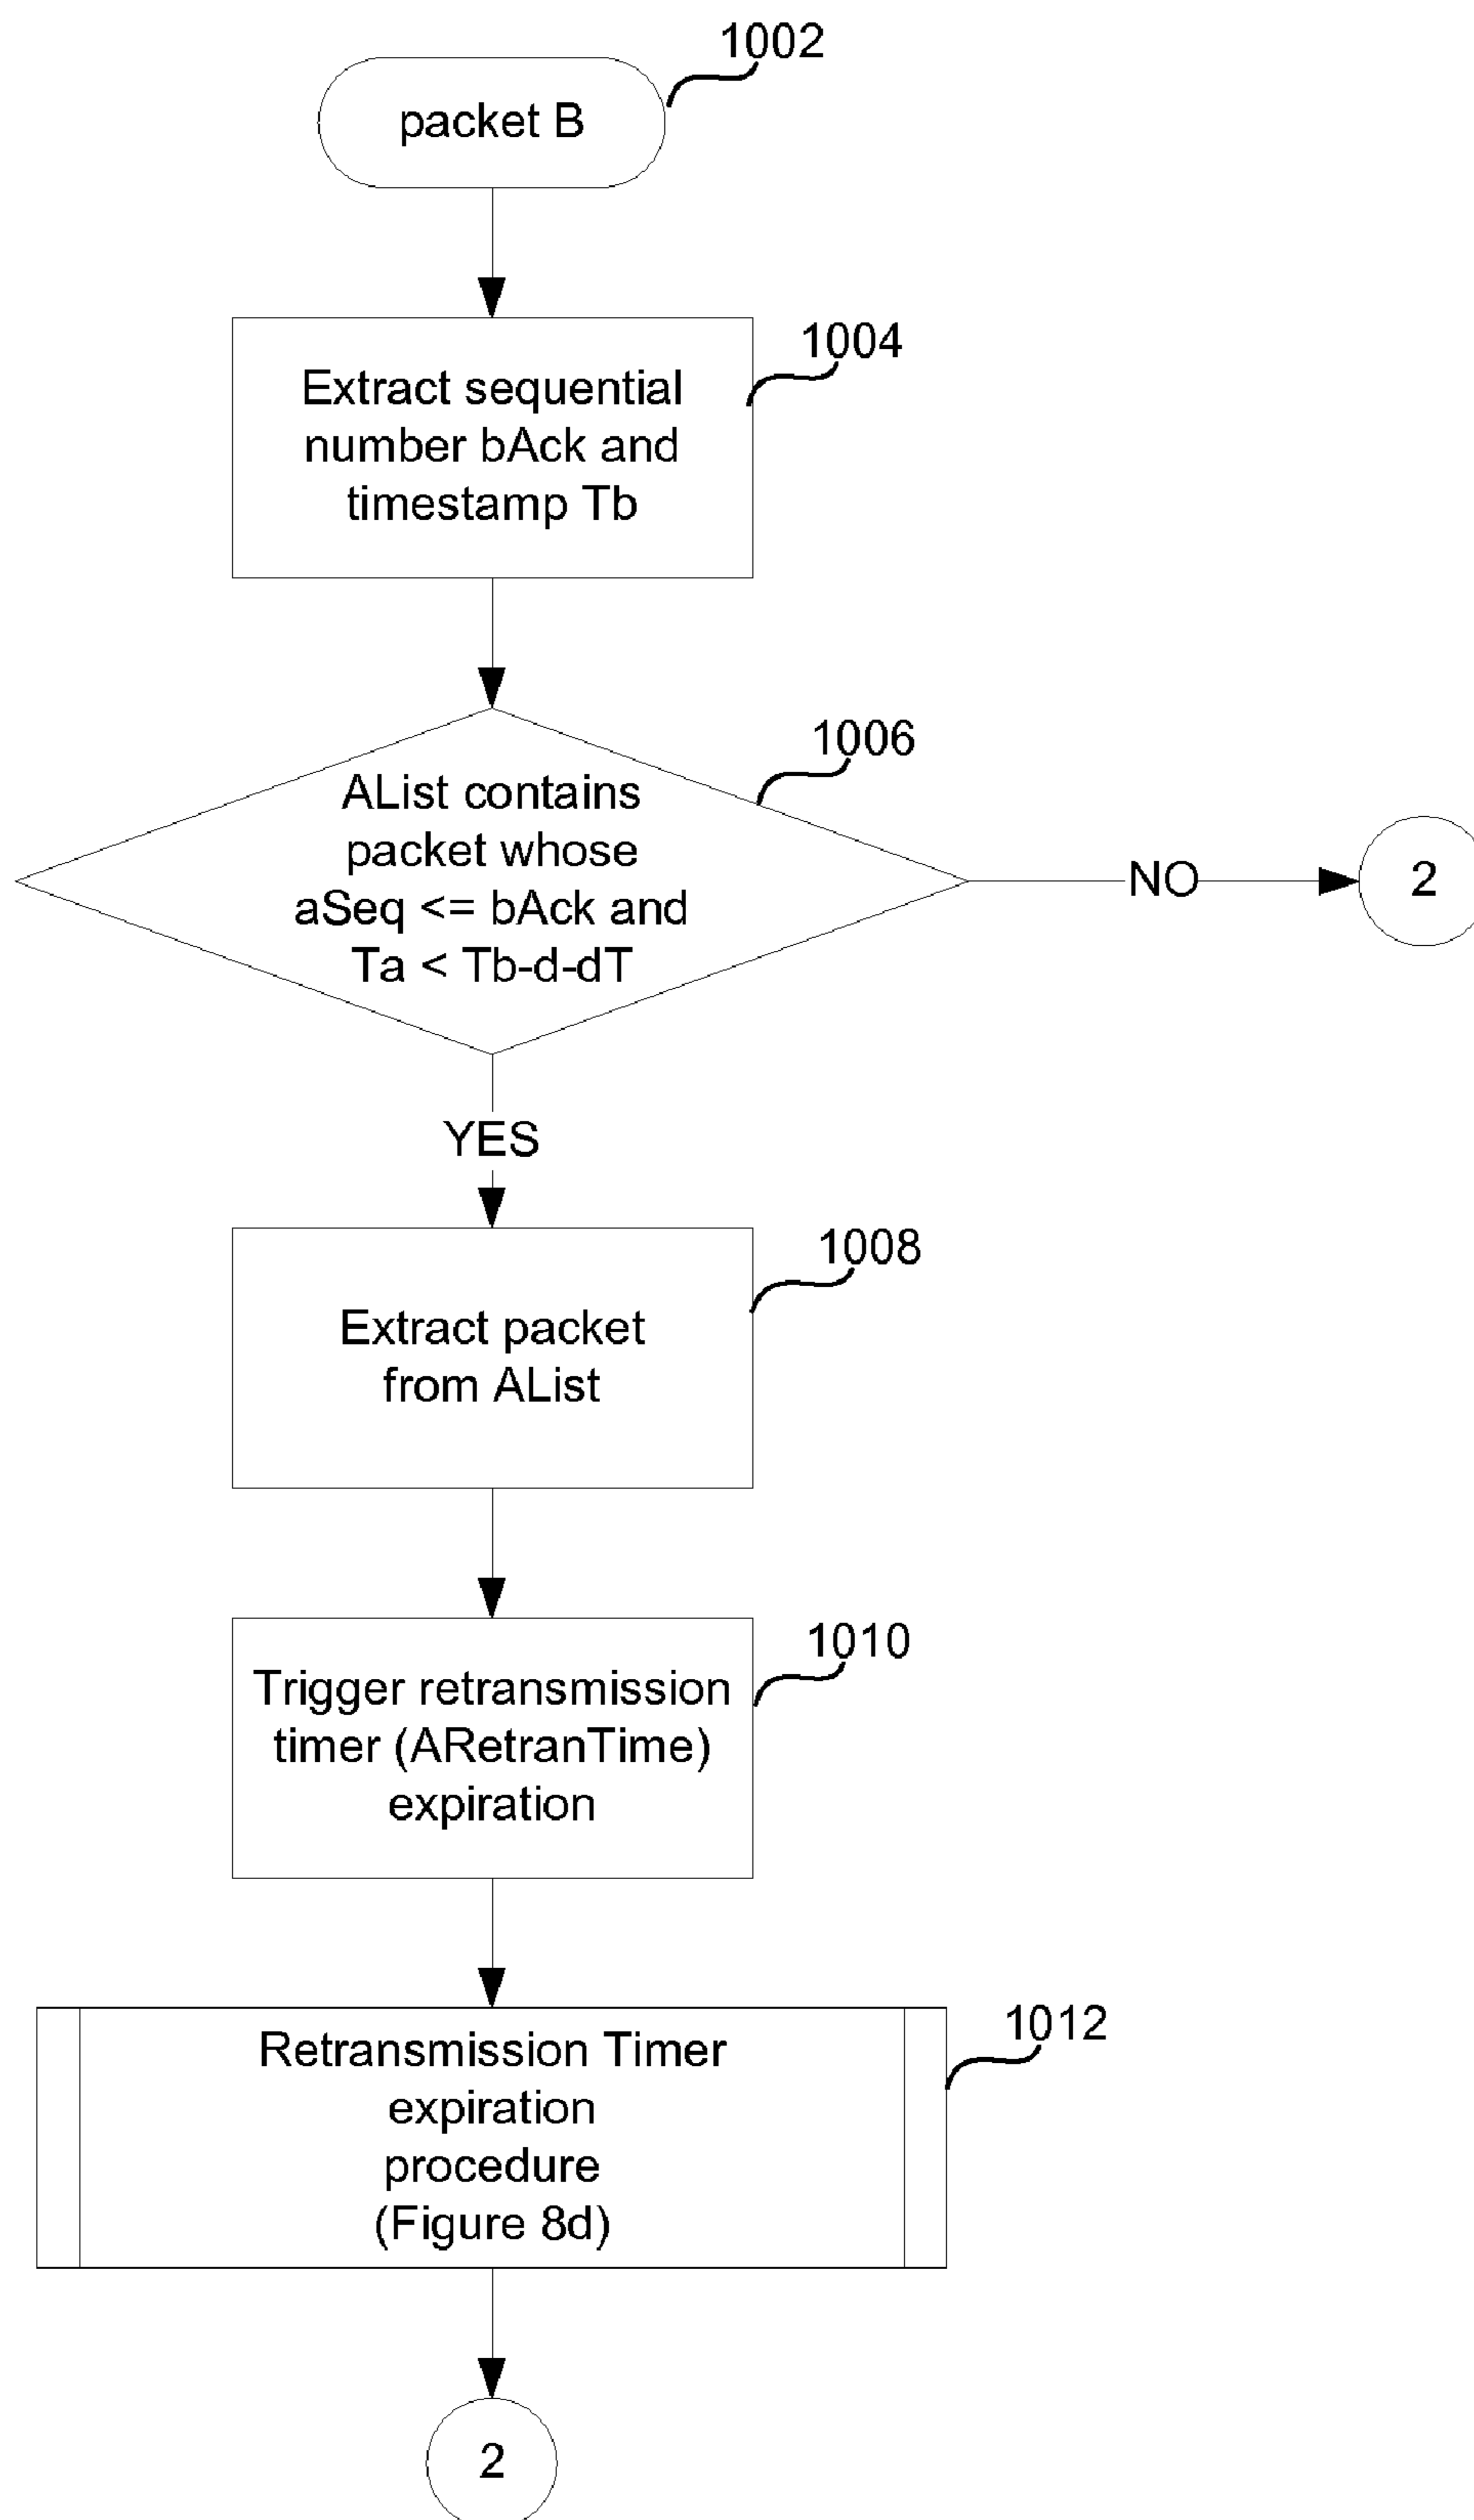 1002
packet B
1004
Extract sequential
number bAck and
timestamp Tb
1006
AList contains
packet whose
aSeq <= bAck and
Ta < Tb-d-dT
NO
2
YES
1008
Extract packet
from AList
1010
Trigger retransmission
timer (ARetranTime)
expiration
1012
Retransmission Timer
expiration
procedure
(Figure 8d)
2